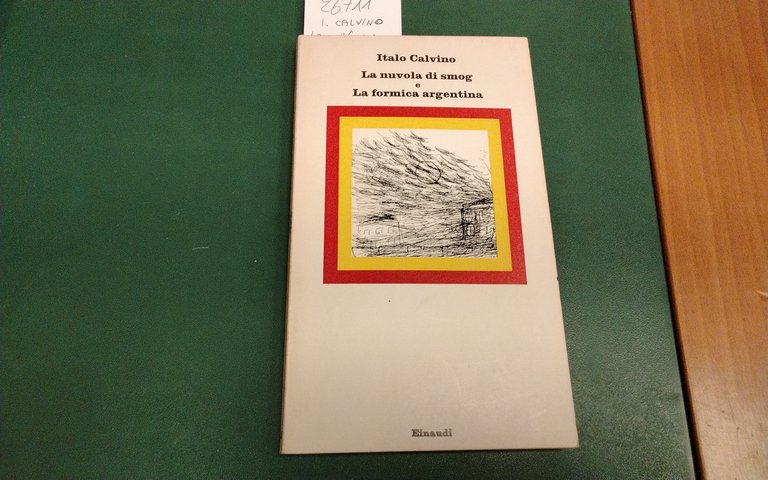 26711
I. CALVINO
Italo Calvino
La nuvola di smog
e
La formica argentina
Einaudi